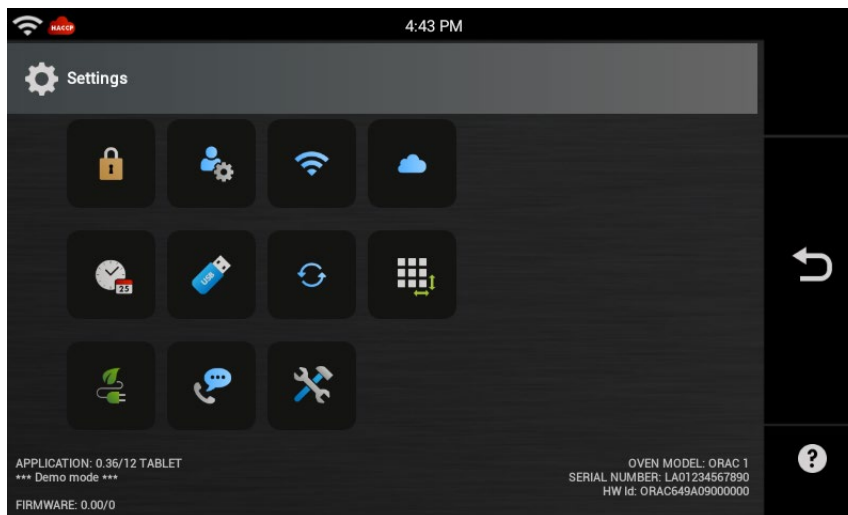 HACCP
4:43 PM
Settings
25
USB
APPLICATION: 0.36/12 TABLET
*** Demo mode ***
FIRMWARE: 0.00/0
OVEN MODEL: ORAC 1
SERIAL NUMBER: LA01234567890
HW Id: ORAC649A09000000
?